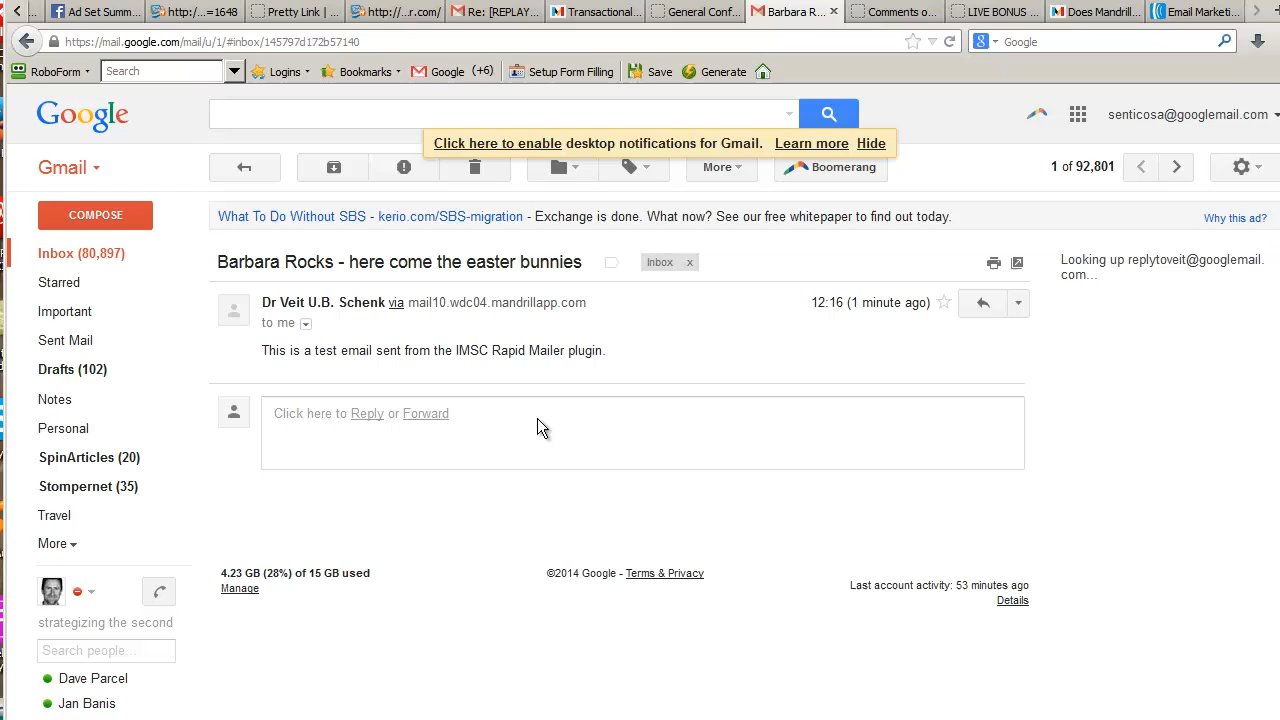 Ad Set Summ...
http:/...=1648
Pretty Link | ...
http:/...r.com/
Re: [REPLAY...
Transactional...
General Conf...
Barbara R... ×
Comments o...
LIVE BONUS ...
Does Mandrill...
Email Marketi...
https://mail.google.com/mail/u/1/#inbox/145797d172b57140
Google
RoboForm
Search
Logins
Bookmarks
Google (+6)
Setup Form Filling
Save
Generate
Google
senticosa@googlemail.com
Click here to enable desktop notifications for Gmail. Learn more Hide
Gmail
More
Boomerang
1 of 92,801
COMPOSE
What To Do Without SBS - kerio.com/SBS-migration - Exchange is done. What now? See our free whitepaper to find out today.
Why this ad?
Inbox (80,897)
Starred
Important
Sent Mail
Drafts (102)
Notes
Personal
SpinArticles (20)
Stompernet (35)
Travel
More
Barbara Rocks - here come the easter bunnies
Inbox x
Looking up replytoveit@googlemail.
com...
Dr Veit U.B. Schenk via mail10.wdc04.mandrillapp.com
12:16 (1 minute ago)
to me
This is a test email sent from the IMSC Rapid Mailer plugin.
Click here to Reply or Forward
4.23 GB (28%) of 15 GB used
Manage
©2014 Google - Terms & Privacy
Last account activity: 53 minutes ago
Details
strategizing the second
Search people...
Dave Parcel
Jan Banis